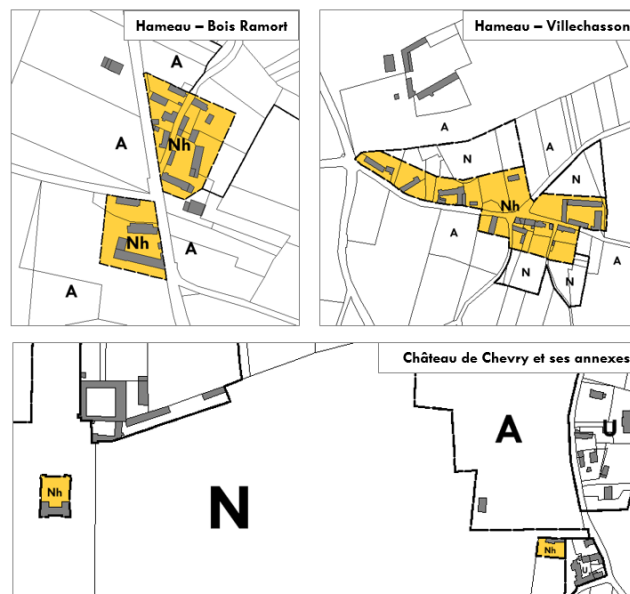 Hameau – Bois Ramort
A
Nh
A
Nh
A
A
Hameau – Villechasson
A
N
A
N
Nh
A
N
N
A
Château de Chevry et ses annexes
Nh
N
A
U
Nh
U